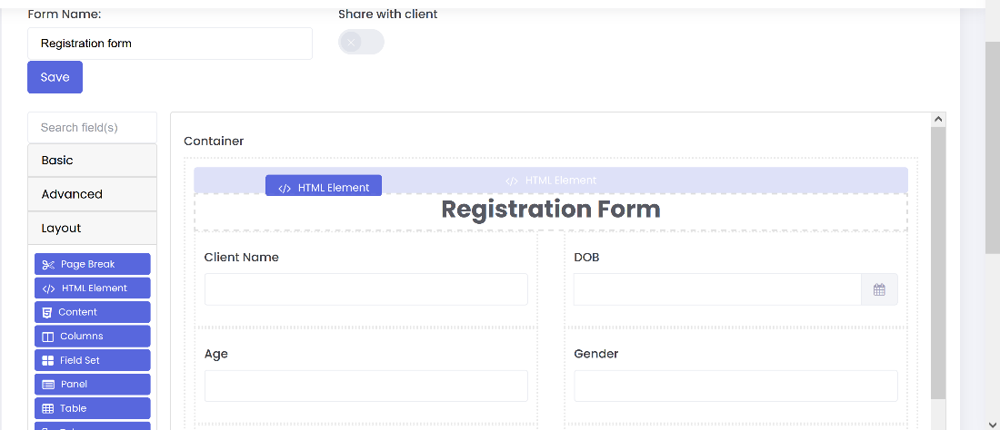 Form Name:
Share with client
Registration form
Save
Search field(s)
Basic
Advanced
Layout
Page Break
HTML Element
Content
Columns
Field Set
Panel
Table
Container
HTML Element
HTML Element
Registration Form
Client Name
DOB
Age
Gender